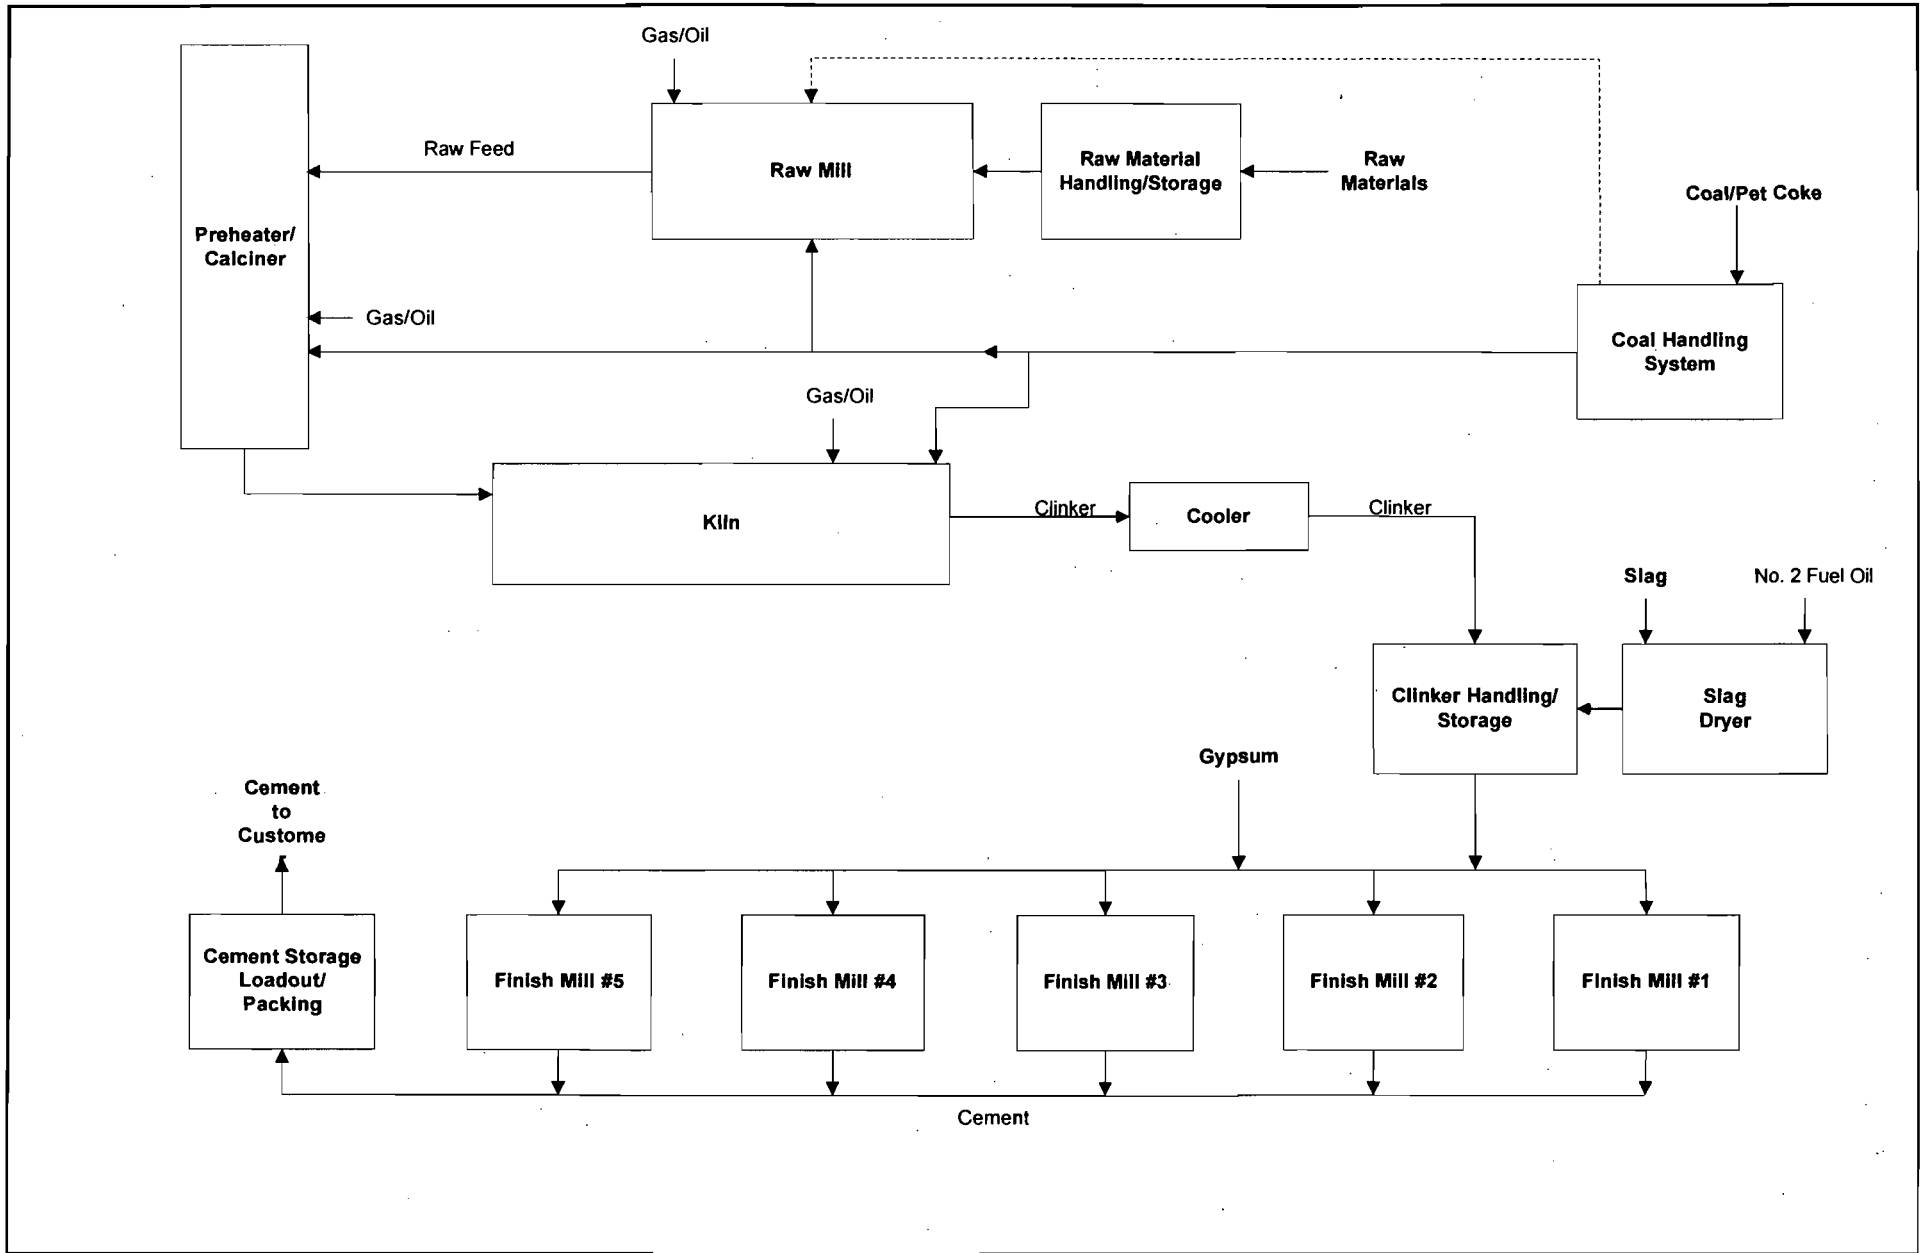 Gas/Oil
Raw Feed
Raw Mill
Raw Material
Handling/Storage
Raw
Materials
Coal/Pet Coke
Preheater/
Calciner
Gas/Oil
Coal Handling
System
Gas/Oil
Kiln
Clinker
Cooler
Clinker
Slag
No. 2 Fuel Oil
Clinker Handling/
Storage
Slag
Dryer
Gypsum
Cement
to
Custome
Cement Storage
Loadout/
Packing
Finish Mill #5
Finish Mill #4
Finish Mill #3
Finish Mill #2
Finish Mill #1
Cement